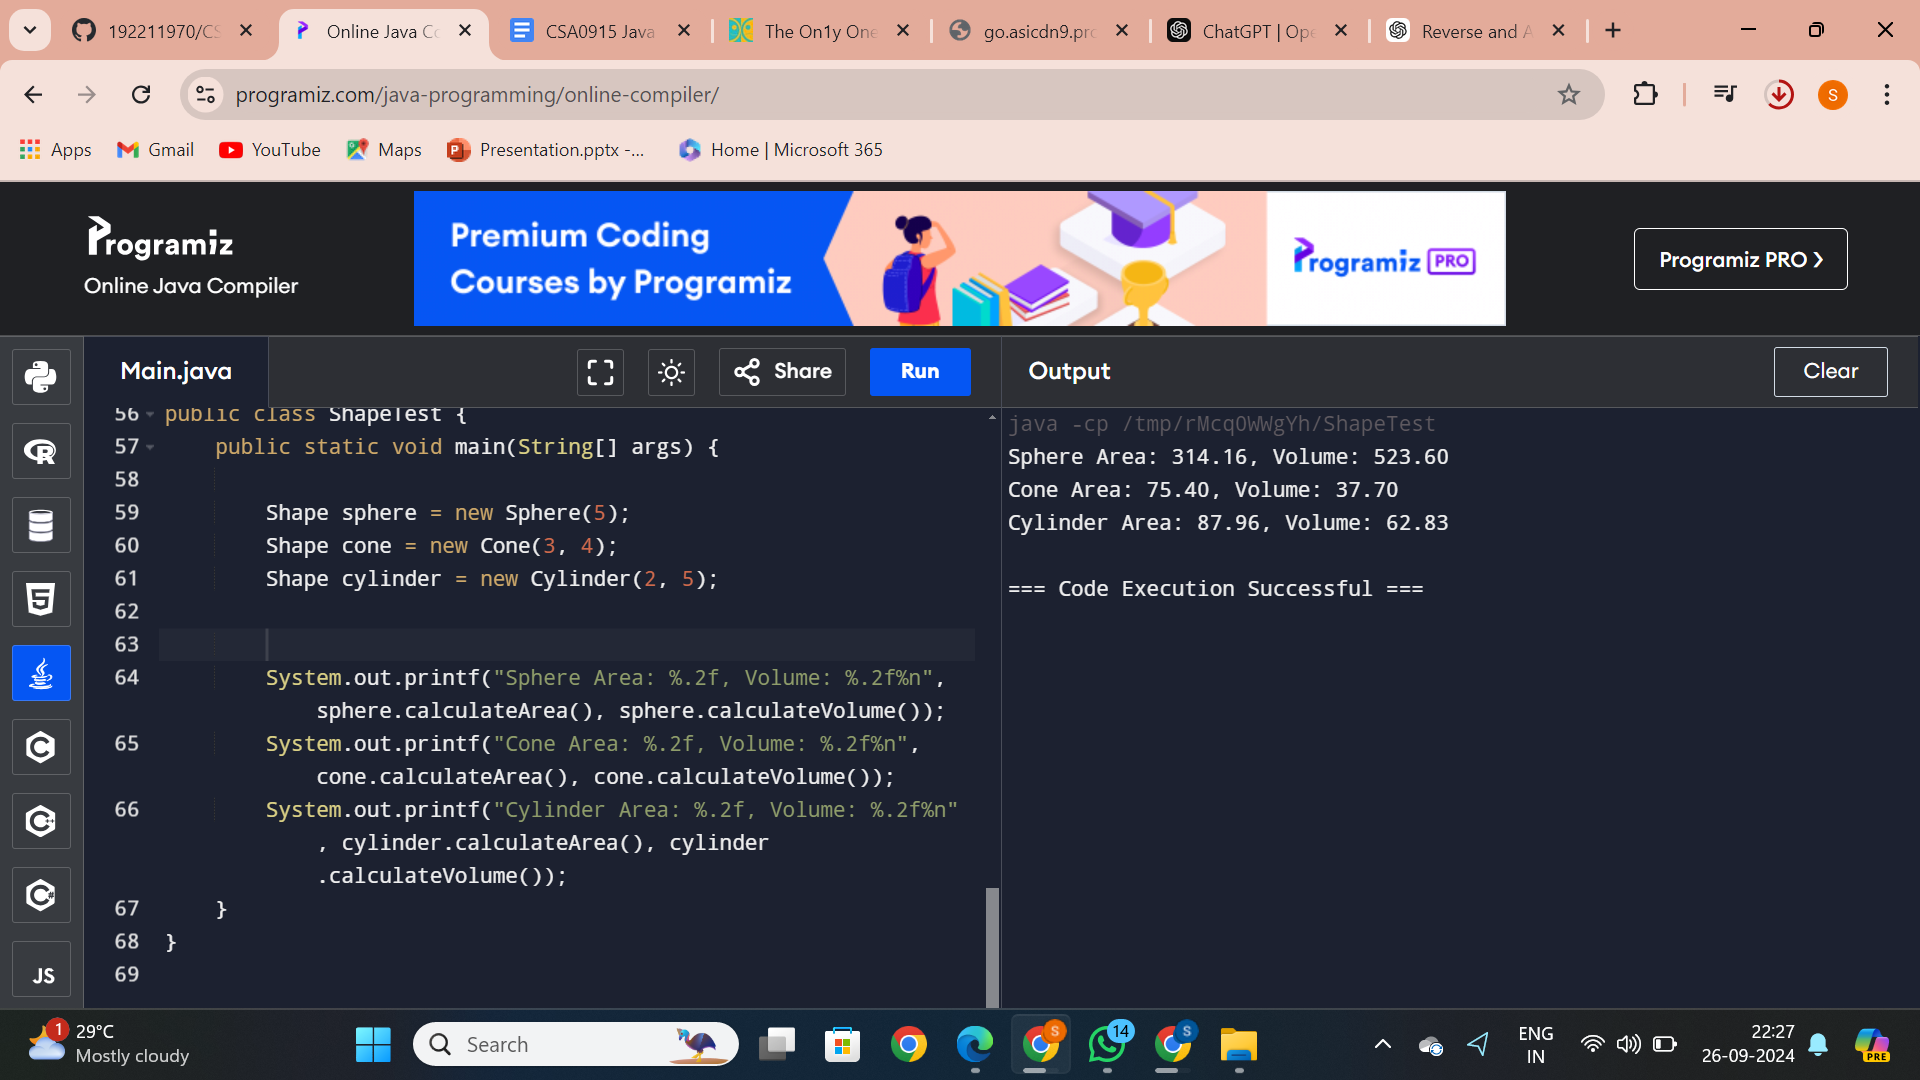 192211970/CS
Online Java Co
CSA0915 Java
The On1y One
go.asicdn9.pro
ChatGPT | Ope
Reverse and A
programiz.com/java-programming/online-compiler/
S
Apps
Gmail
YouTube
Maps
Presentation.pptx -...
Home | Microsoft 365
Programiz
Online Java Compiler
Premium Coding
Courses by Programiz
Programiz PRO
Programiz PRO ❯
Main.java
Share
Run
Output
Clear
56 public class ShapeTest {
57 public static void main(String[] args) {
58
59 Shape sphere = new Sphere(5);
60 Shape cone = new Cone(3, 4);
61 Shape cylinder = new Cylinder(2, 5);
62
63
64 System.out.printf("Sphere Area: %.2f, Volume: %.2f%n",
sphere.calculateArea(), sphere.calculateVolume());
65 System.out.printf("Cone Area: %.2f, Volume: %.2f%n",
cone.calculateArea(), cone.calculateVolume());
66 System.out.printf("Cylinder Area: %.2f, Volume: %.2f%n"
, cylinder.calculateArea(), cylinder
.calculateVolume());
67 }
68 }
69
java -cp /tmp/rMcq0WWgYh/ShapeTest
Sphere Area: 314.16, Volume: 523.60
Cone Area: 75.40, Volume: 37.70
Cylinder Area: 87.96, Volume: 62.83
=== Code Execution Successful ===
R
5
C
C++
C#
JS
1
29°C
Mostly cloudy
Search
S
14
S
ENG
IN
22:27
26-09-2024
PRE